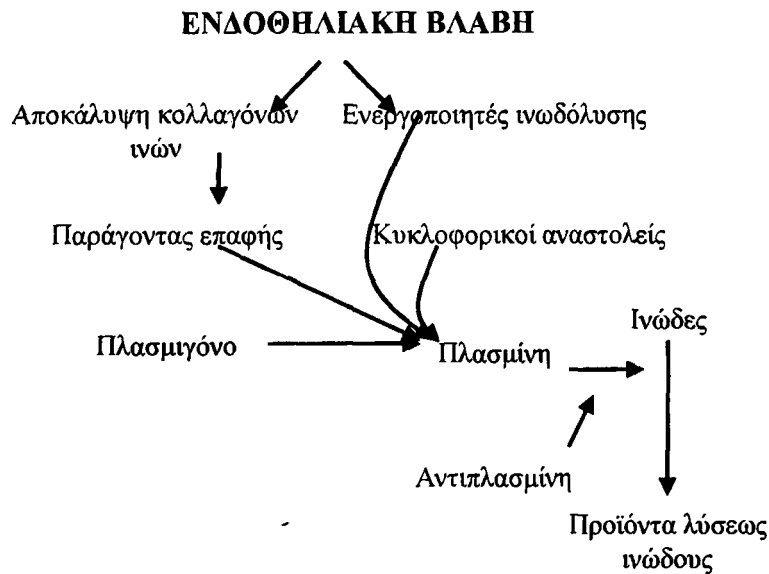 ΕΝΔΟΘΗΛΙΑΚΗ ΒΛΑΒΗ
Αποκάλυψη κολλαγόνων
ινών
Ενεργοποιητές ινωδόλυσης
Παράγοντας επαφής
Κυκλοφορικοί αναστολείς
Πλασμιγόνο
Πλασμίνη
Ινώδες
Αντιπλασμίνη
Προϊόντα λύσεως
ινώδους